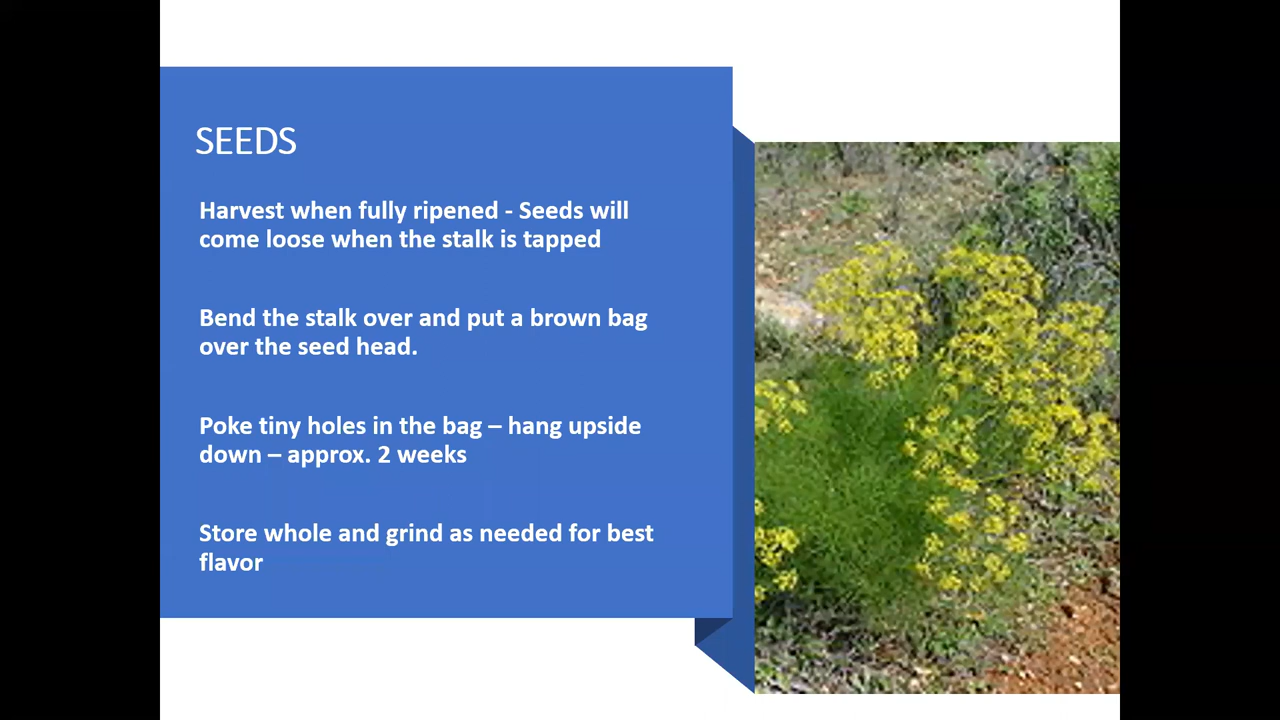 SEEDS
Harvest when fully ripened - Seeds will
come loose when the stalk is tapped
Bend the stalk over and put a brown bag
over the seed head.
Poke tiny holes in the bag – hang upside
down – approx. 2 weeks
Store whole and grind as needed for best
flavor